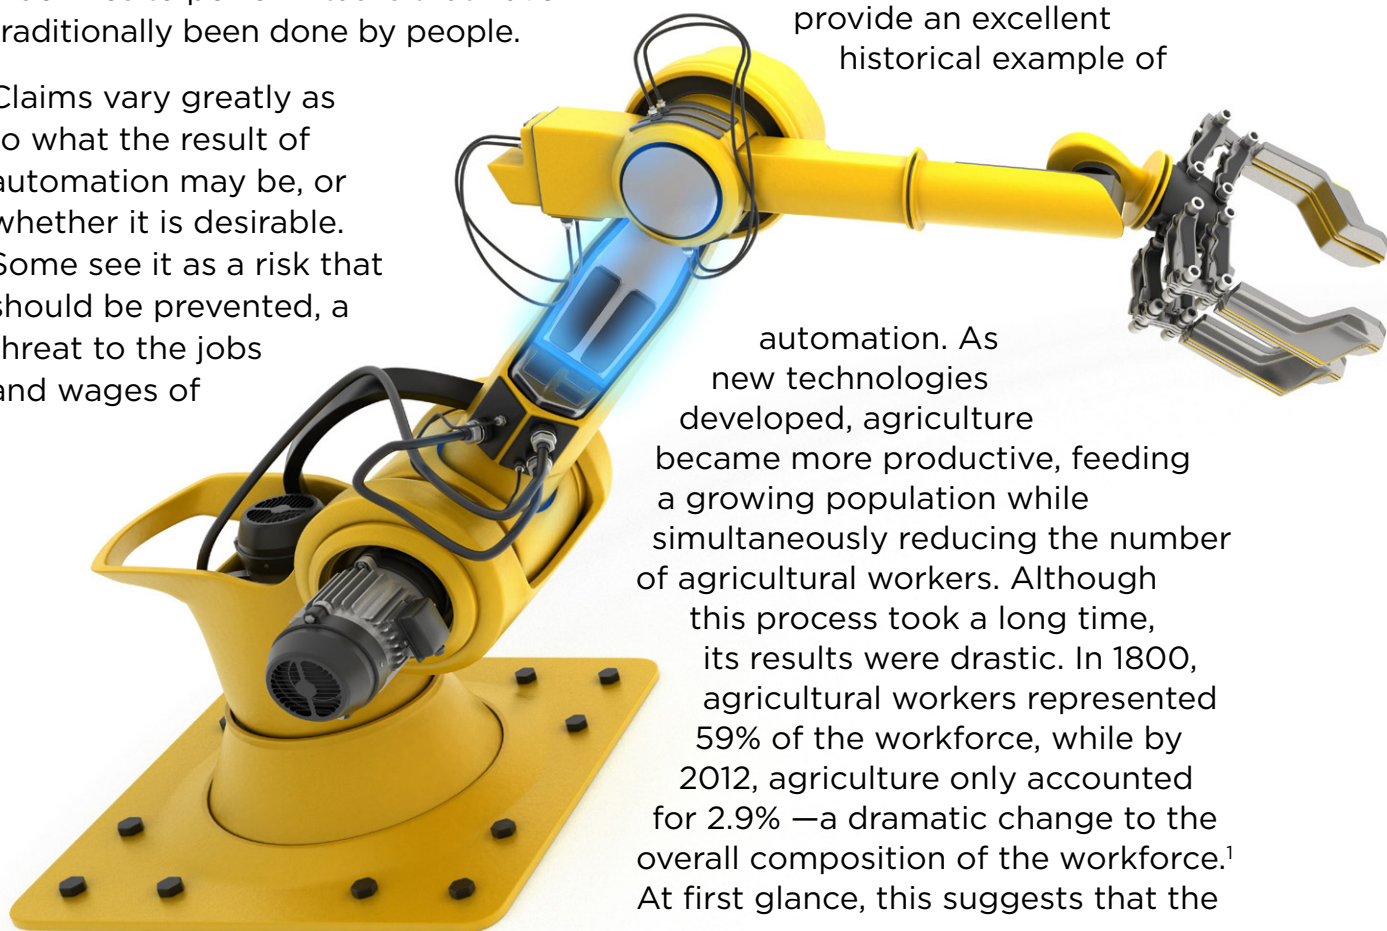 traditionally been done by people.
Claims vary greatly as
to what the result of
automation may be, or
whether it is desirable.
Some see it as a risk that
should be prevented, a
threat to the jobs
and wages of
provide an excellent
historical example of
automation. As
new technologies
developed, agriculture
became more productive, feeding
a growing population while
simultaneously reducing the number
of agricultural workers. Although
this process took a long time,
its results were drastic. In 1800,
agricultural workers represented
59% of the workforce, while by
2012, agriculture only accounted
for 2.9% —a dramatic change to the
overall composition of the workforce.1
At first glance, this suggests that the